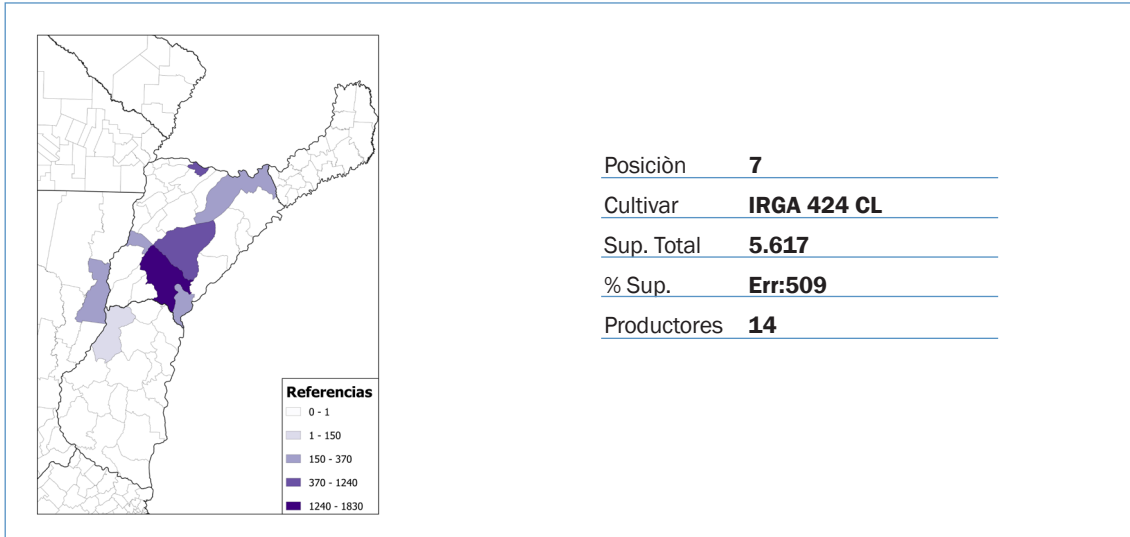 Posiciòn 7
Cultivar IRGA 424 CL
Sup. Total 5.617
% Sup. Err:509
Productores 14
Referencias
0 - 1
1 - 150
150 - 370
370 - 1240
1240 - 1830